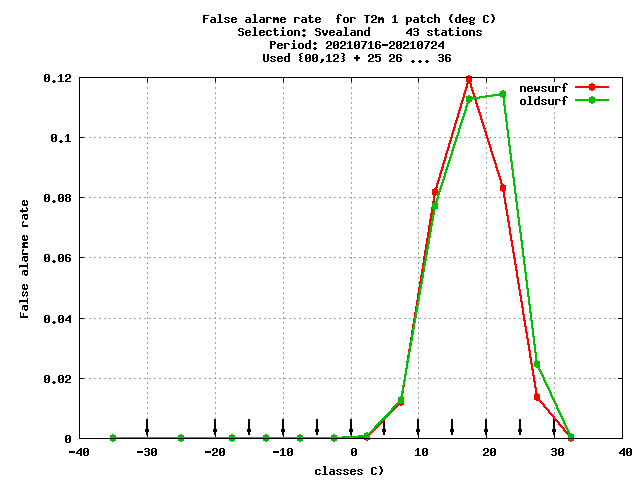 False alarme rate  for T2m 1 patch (deg C)
Selection: Svealand     43 stations
Period: 20210716-20210724
Used {00,12} + 25 26 ... 36
newsurf
oldsurf
0.12
0.1
0.08
0.06
0.04
0.02
0
False alarme rate
-40 -30 -20 -10 0 10 20 30 40
classes C)